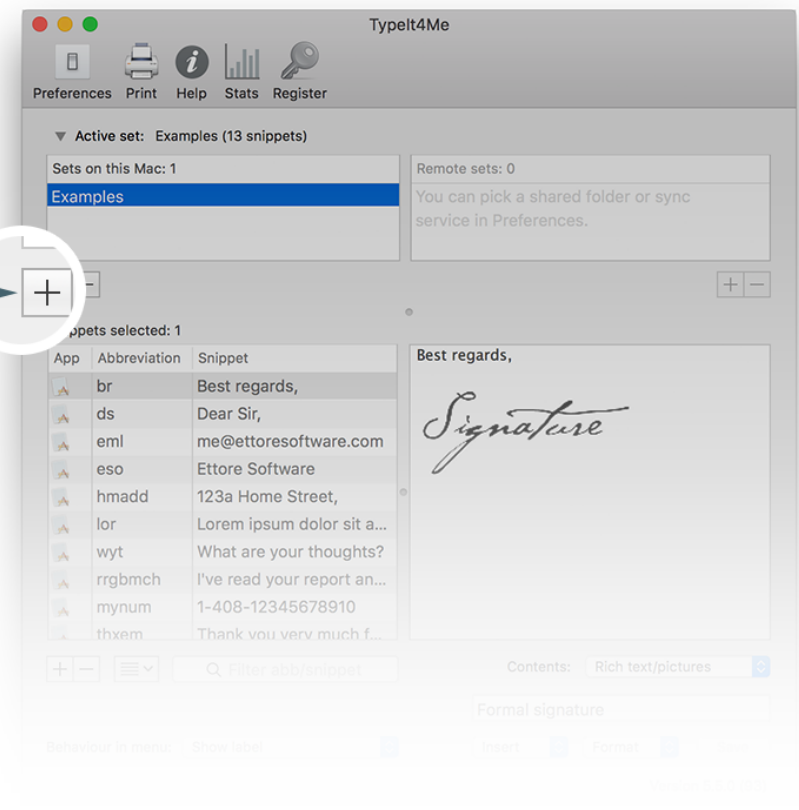 TypeIt4Me
Preferences Print Help Stats Register
Active set: Examples (13 snippets)
Sets on this Mac: 1
Examples
Remote sets: 0
You can pick a shared folder or sync
service in Preferences.
ppets selected: 1
App Abbreviation Snippet
br Best regards,
ds Dear Sir,
eml me@ettoresoftware.com
eso Ettore Software
hmadd 123a Home Street,
lor Lorem ipsum dolor sit a...
wyt What are your thoughts?
rrgbmch I've read your report an...
mynum 1-408-12345678910
thxem Thank you very much f...
Best regards,
Signature
Filter abb/snippet
Contents: Rich text/pictures
Formal signature
Behaviour in menu: Show label
Insert Format